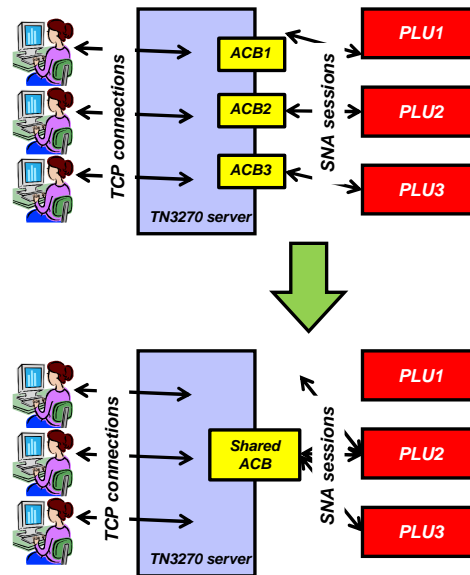 ACB1
PLU1
ACB2
PLU2
ACB3
PLU3
TCP connections
SNA sessions
TN3270 server
PLU1
Shared
ACB
PLU2
PLU3
TCP connections
SNA sessions
TN3270 server